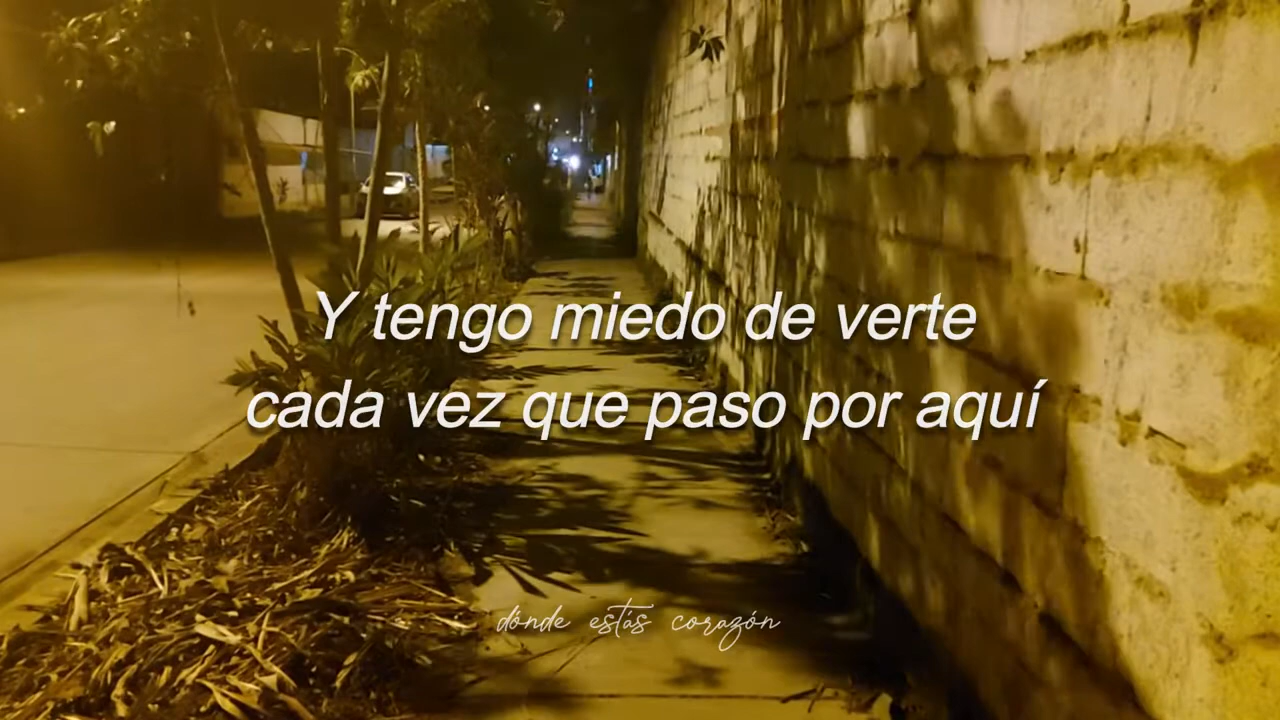 Y tengo miedo de verte
cada vez que paso por aquí
dónde estás corazón